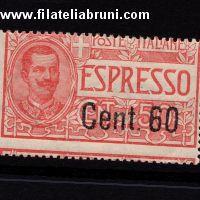 www.filateliabruni.com
POSTE ITALIANE
ESPRESSO
Cent. 60